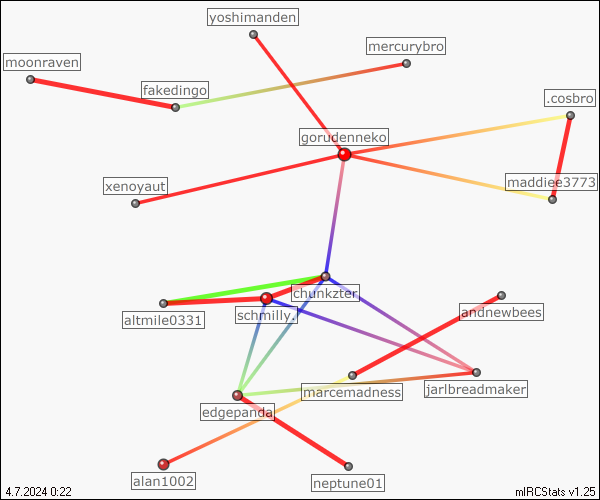 yoshimanden
mercurybro
moonraven
fakedingo
.cosbro
gorudenneko
maddiee3773
xenoyaut
chunkzter
schmilly.
altmile0331
andnewbees
marcemadness
jarlbreadmaker
edgepanda
alan1002
neptune01
4.7.2024 0:22
mIRCStats v1.25